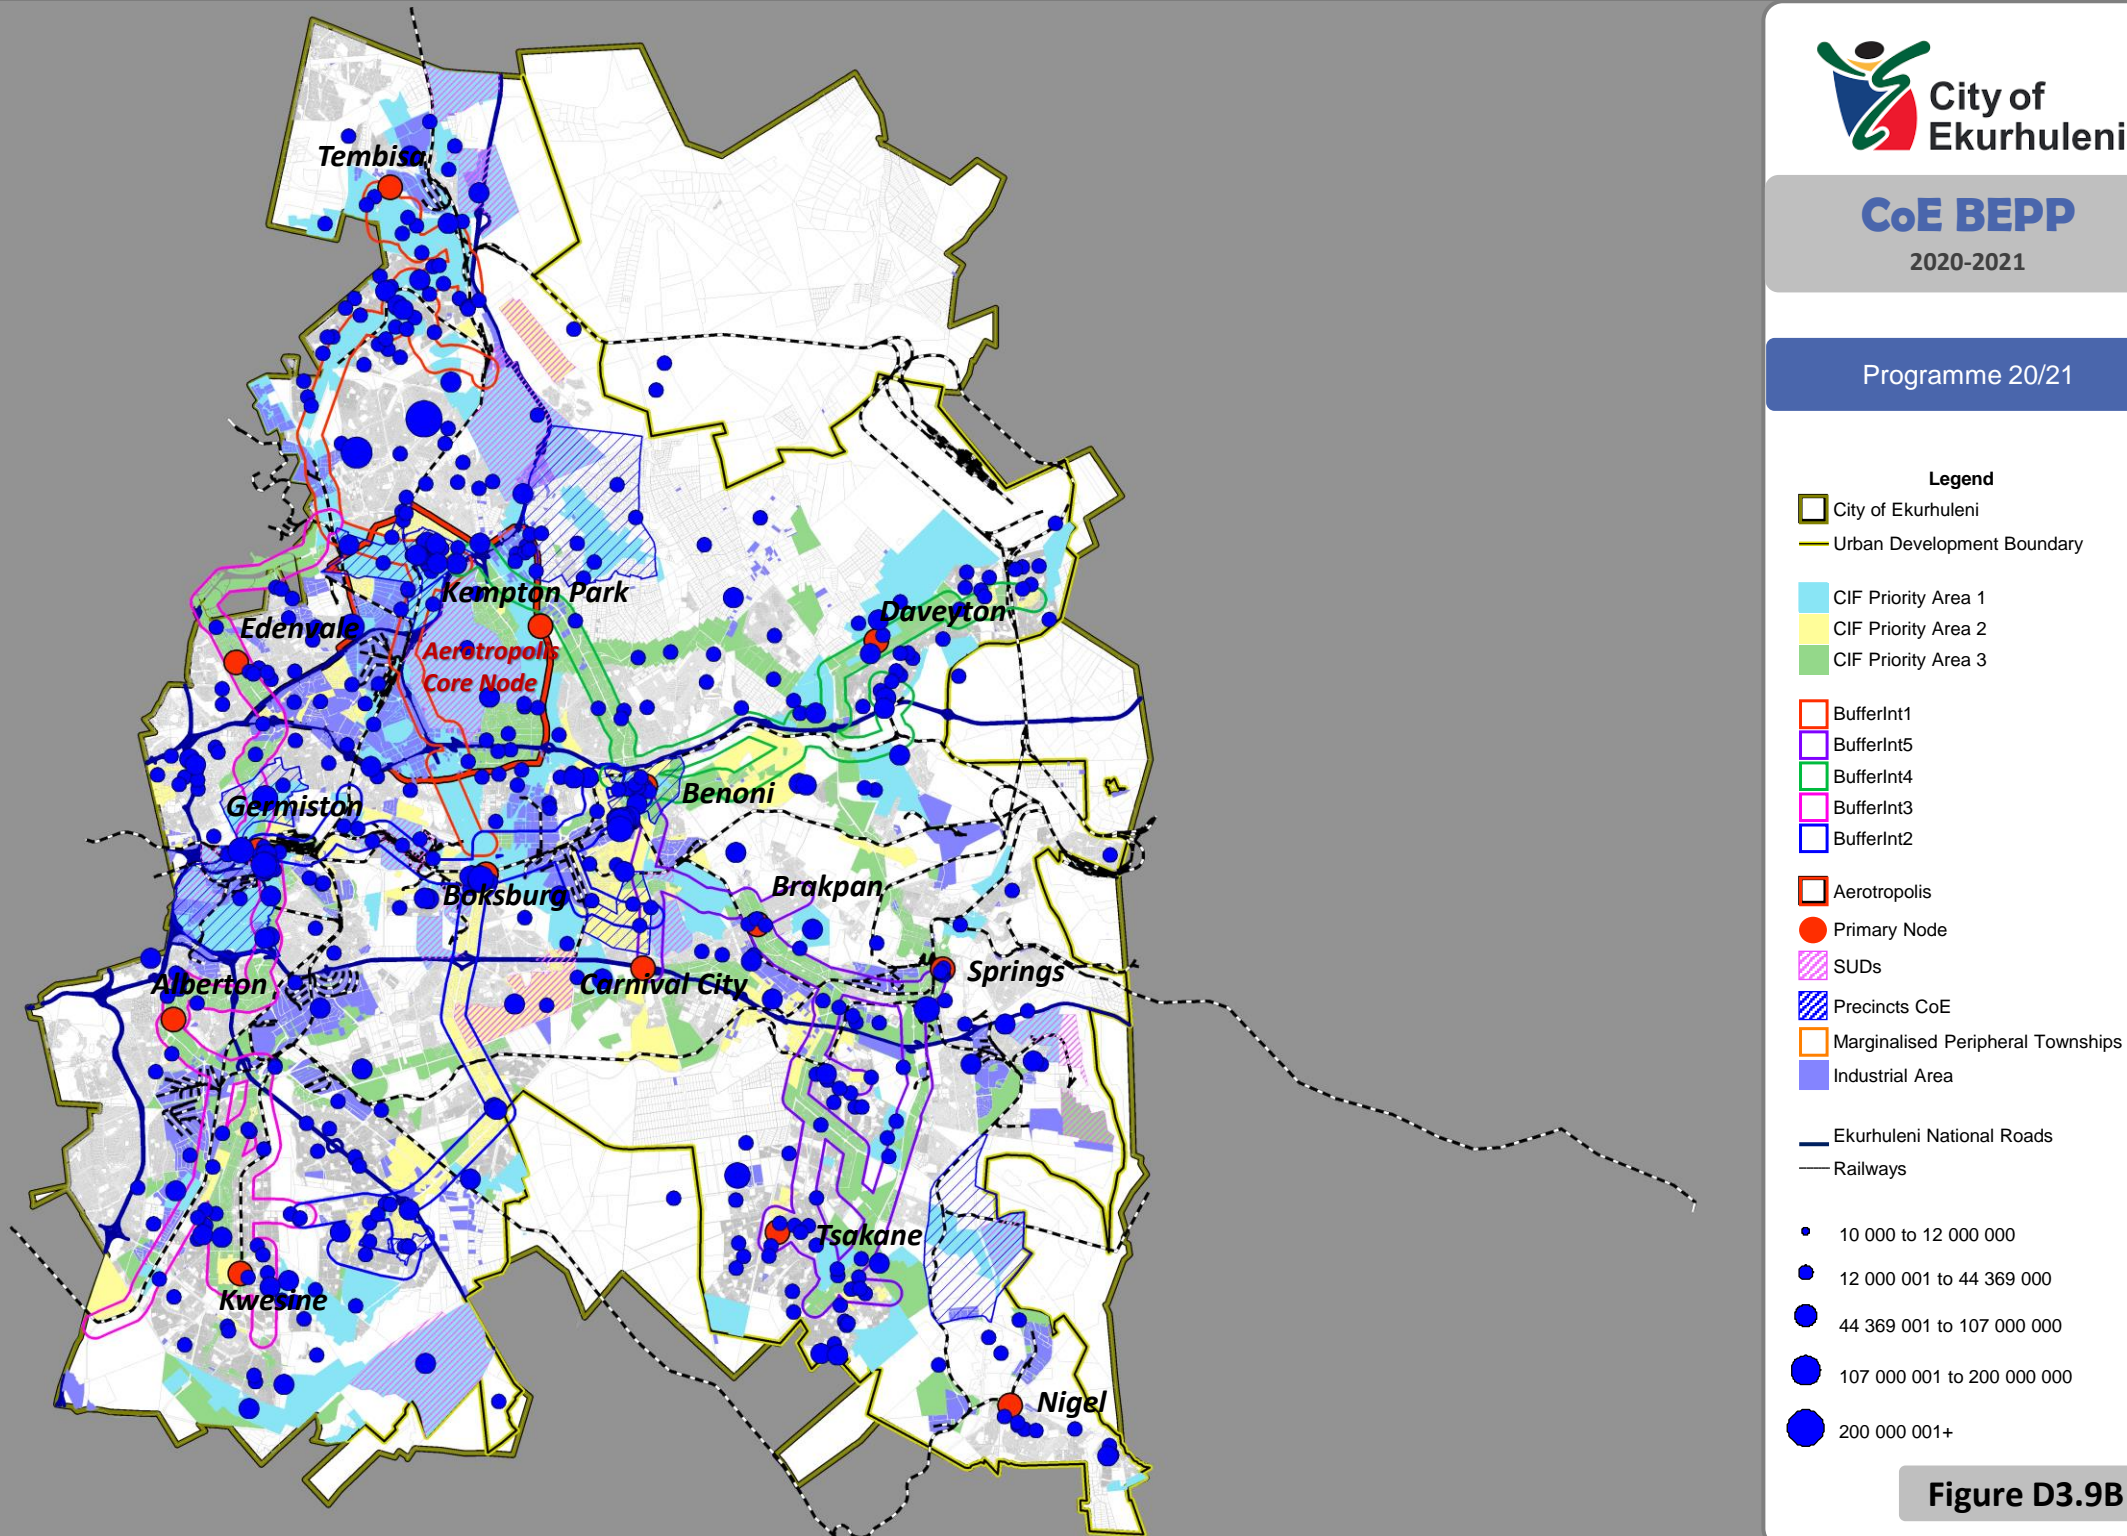 City of
Ekurhuleni
CoE BEPP
2020-2021
Programme 20/21
Legend
City of Ekurhuleni
Urban Development Boundary
CIF Priority Area 1
CIF Priority Area 2
CIF Priority Area 3
BufferInt1
BufferInt5
BufferInt4
BufferInt3
BufferInt2
Aerotropolis
Primary Node
SUDs
Precincts CoE
Marginalised Peripheral Townships
Industrial Area
Ekurhuleni National Roads
Railways
10 000 to 12 000 000
12 000 001 to 44 369 000
44 369 001 to 107 000 000
107 000 001 to 200 000 000
200 000 001+
Figure D3.9B
Tembisa
Kempton Park
Edenvale
Daveyton
Aerotropolis
Core Node
Germiston
Benoni
Boksburg
Brakpan
Alberton
Carnival City
Springs
Tsakane
Kwesine
Nigel